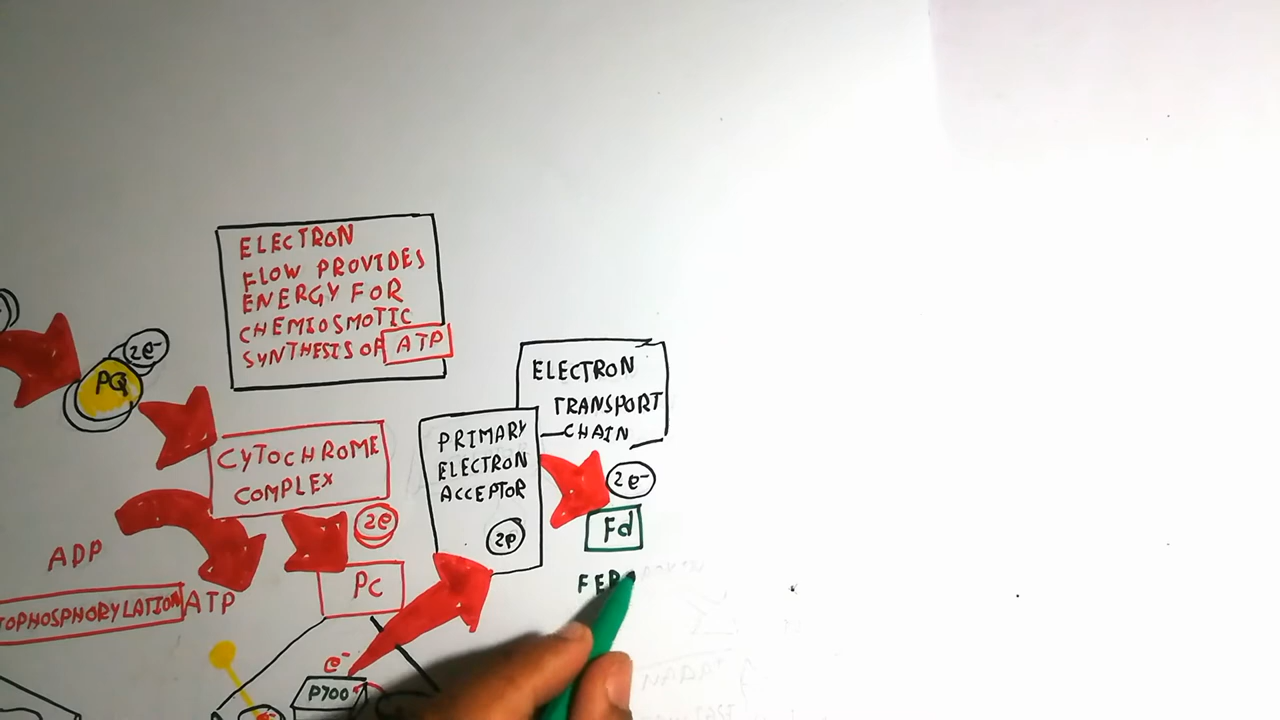 ELECTRON
FLOW PROVIDES
ENERGY FOR
CHEMIOSMOTIC
SYNTHESIS OF ATP
2e-
PQ
ELECTRON
TRANSPORT
CHAIN
PRIMARY
ELECTRON
ACCEPTOR
CYTOCHROME
COMPLEX
2e-
2e
Fd
ADP
PC
TOPHOSPHORYLATION
ATP
e-
P700